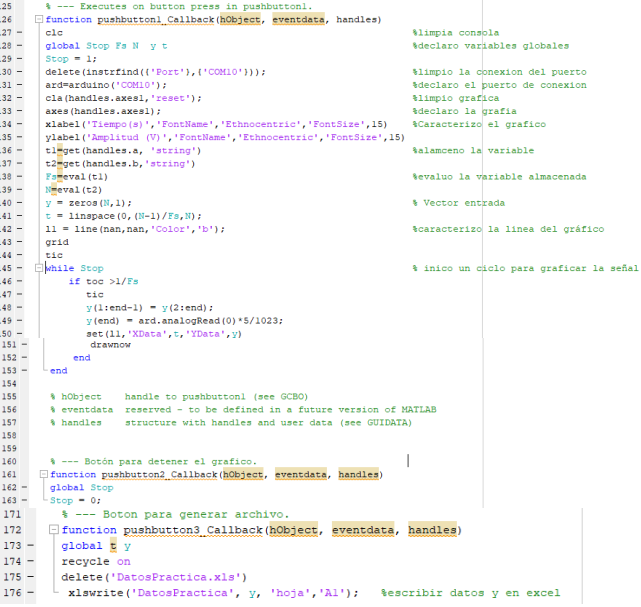 125 % --- Executes on button press in pushbutton1.
126 function pushbutton1_Callback(hObject, eventdata, handles)
127 - clc %limpia consola
128 - global Stop Fs N y t %declaro variables globales
129 - Stop = 1;
130 - delete(instrfind({'Port'},{'COM10'})); %limpio la conexion del puerto
131 - ard=arduino('COM10'); %declaro el puerto de conexion
132 - cla(handles.axes1,'reset'); %limpio grafica
133 - axes(handles.axes1); %declaro la grafia
134 - xlabel('Tiempo(s)','FontName','Ethnocentric','FontSize',15) %Caracterizo el grafico
135 - ylabel('Amplitud (V)','FontName','Ethnocentric','FontSize',15)
136 - t1=get(handles.a, 'string') %alamceno la variable
137 - t2=get(handles.b,'string')
138 - Fs=eval(t1) %evaluo la variable almacenada
139 - N=eval(t2)
140 - y = zeros(N,1); % Vector entrada
141 - t = linspace(0,(N-1)/Fs,N);
142 - l1 = line(nan,nan,'Color','b'); %caracterizo la linea del gráfico
143 - grid
144 - tic
145 - while Stop % inico un ciclo para graficar la señal
146 - if toc >1/Fs
147 - tic
148 - y(1:end-1) = y(2:end);
149 - y(end) = ard.analogRead(0)*5/1023;
150 - set(l1,'XData',t,'YData',y)
151 - drawnow
152 - end
153 - end
154
155 % hObject handle to pushbutton1 (see GCBO)
156 % eventdata reserved - to be defined in a future version of MATLAB
157 % handles structure with handles and user data (see GUIDATA)
158
159
160 % --- Botón para detener el grafico.
161 function pushbutton2_Callback(hObject, eventdata, handles)
162 - global Stop
163 - Stop = 0;
171 % --- Boton para generar archivo.
172 function pushbutton3_Callback(hObject, eventdata, handles)
173 - global t y
174 - recycle on
175 - delete('DatosPractica.xls')
176 - xlswrite('DatosPractica', y, 'hoja','A1'); %escribir datos y en excel